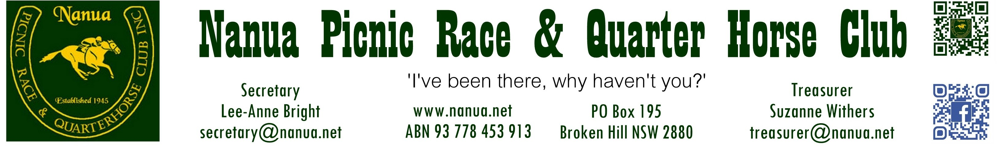 Nanua
PICNIC RACE & QUARTERHORSE CLUB INC
Established 1945
Nanua Picnic Race & Quarter Horse Club
'I've been there, why haven't you?'
Secretary
Lee-Anne Bright
secretary@nanua.net
www.nanua.net
ABN 93 778 453 913
PO Box 195
Broken Hill NSW 2880
Treasurer
Suzanne Withers
treasurer@nanua.net
Nanua
f